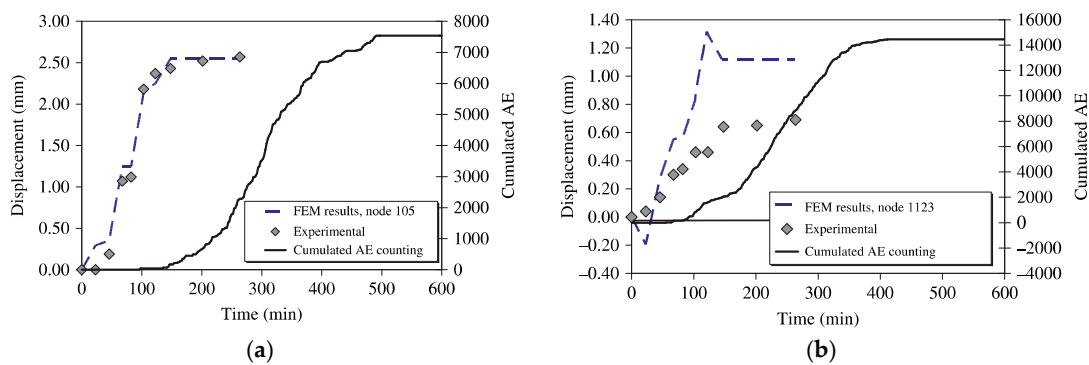 (a)
3.00
2.50
2.00
1.50
1.00
0.50
0.00
Displacement (mm)
8000
7000
6000
5000
4000
3000
2000
1000
0
Cumulated AE
FEM results, node 105
Experimental
Cumulated AE counting
0 100 200 300 400 500 600
Time (min)
(a)
(b)
1.40
1.20
1.00
0.80
0.60
0.40
0.20
0.00
−0.20
−0.40
Displacement (mm)
16000
14000
12000
10000
8000
6000
4000
2000
0
−2000
−4000
Cumulated AE
FEM results, node 1123
Experimental
Cumulated AE counting
0 100 200 300 400 500 600
Time (min)
(b)